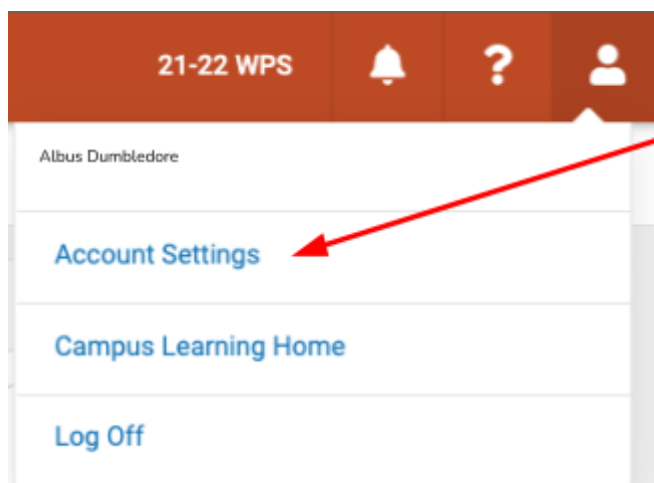 21-22 WPS
Albus Dumbledore
Account Settings
Campus Learning Home
Log Off